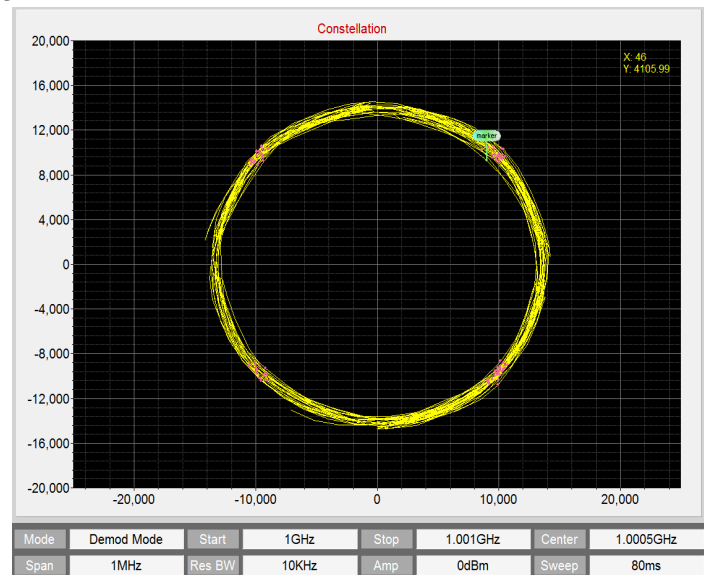 Constellation
X: 46
Y: 4105.99
marker
20,000
16,000
12,000
8,000
4,000
0
-4,000
-8,000
-12,000
-16,000
-20,000
-20,000 -10,000 0 10,000 20,000
Mode Demod Mode Start 1GHz Stop 1.001GHz Center 1.0005GHz
Span 1MHz Res BW 10KHz Amp 0dBm Sweep 80ms